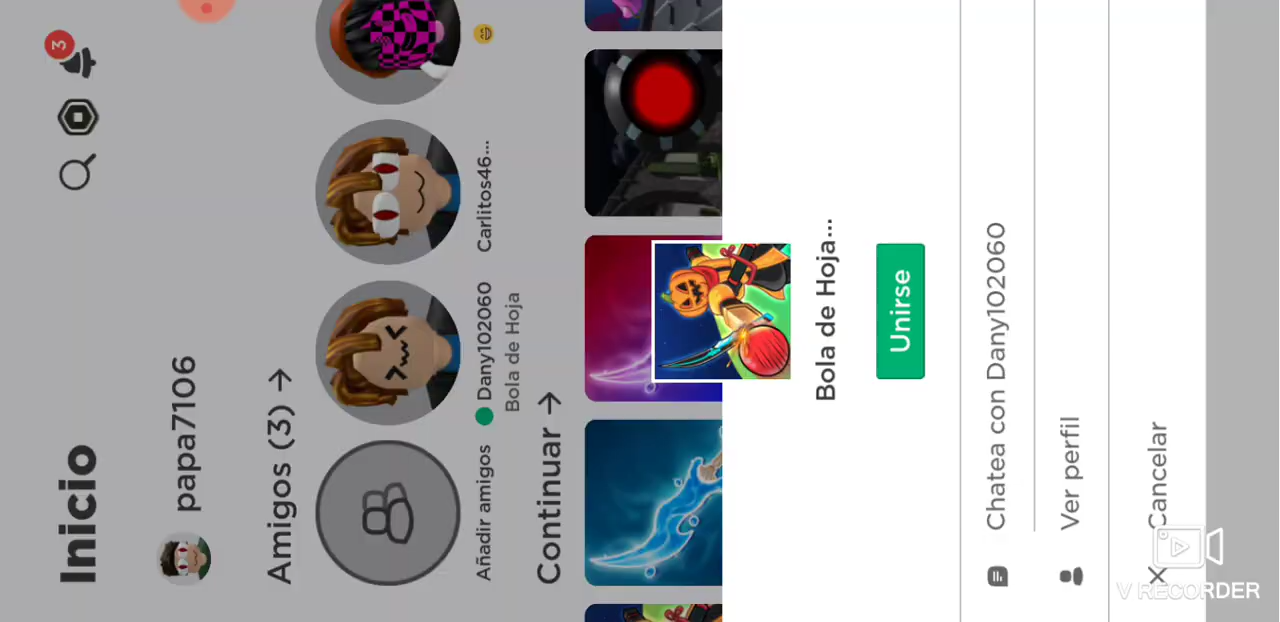 3
Inicio
papa7106
Amigos (3) →
Añadir amigos
Dany102060
Bola de Hoja
Carlitos46...
Continuar →
Bola de Hoja...
Unirse
Chatea con Dany102060
Ver perfil
Cancelar
V RECORDER